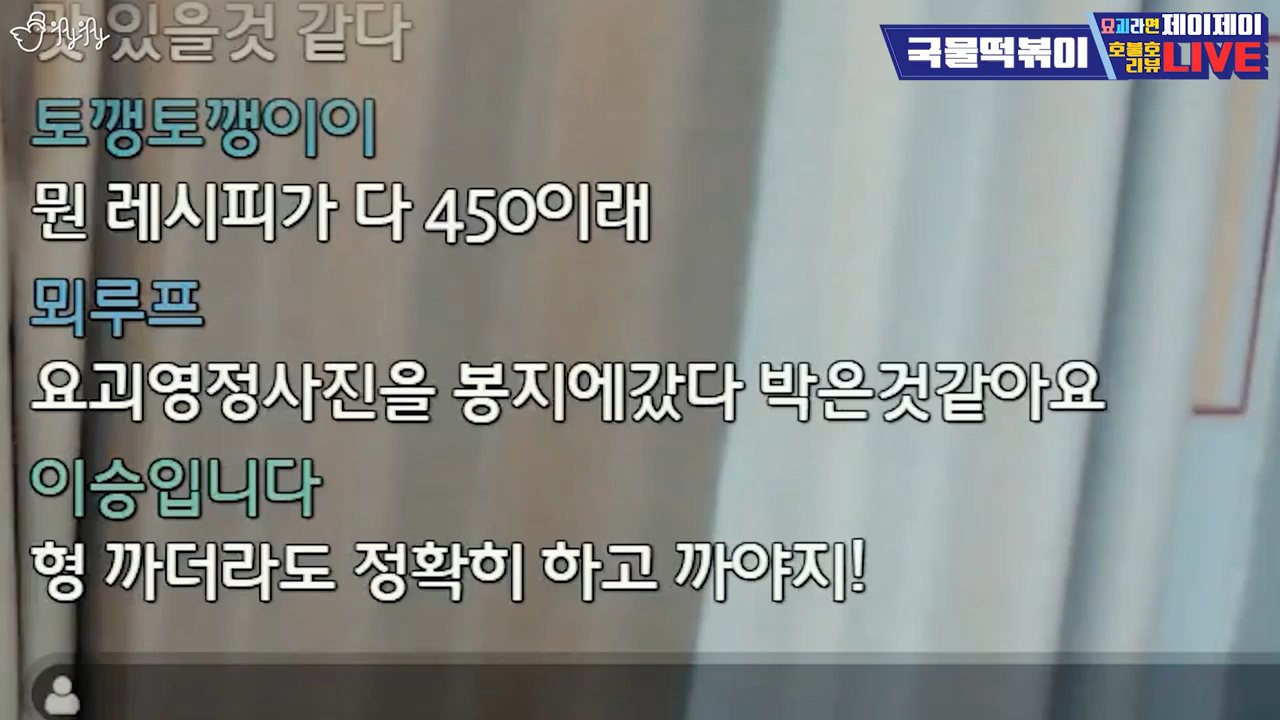 맛있을것 같다
토깽토깽이이
뭔 레시피가 다 450이래
뫼루프
요괴영정사진을 봉지에갔다 박은것같아요
이승입니다
형 까더라도 정확히 하고 까야지!
국물떡볶이
요괴라면 제이제이
호불호 리뷰 LIVE